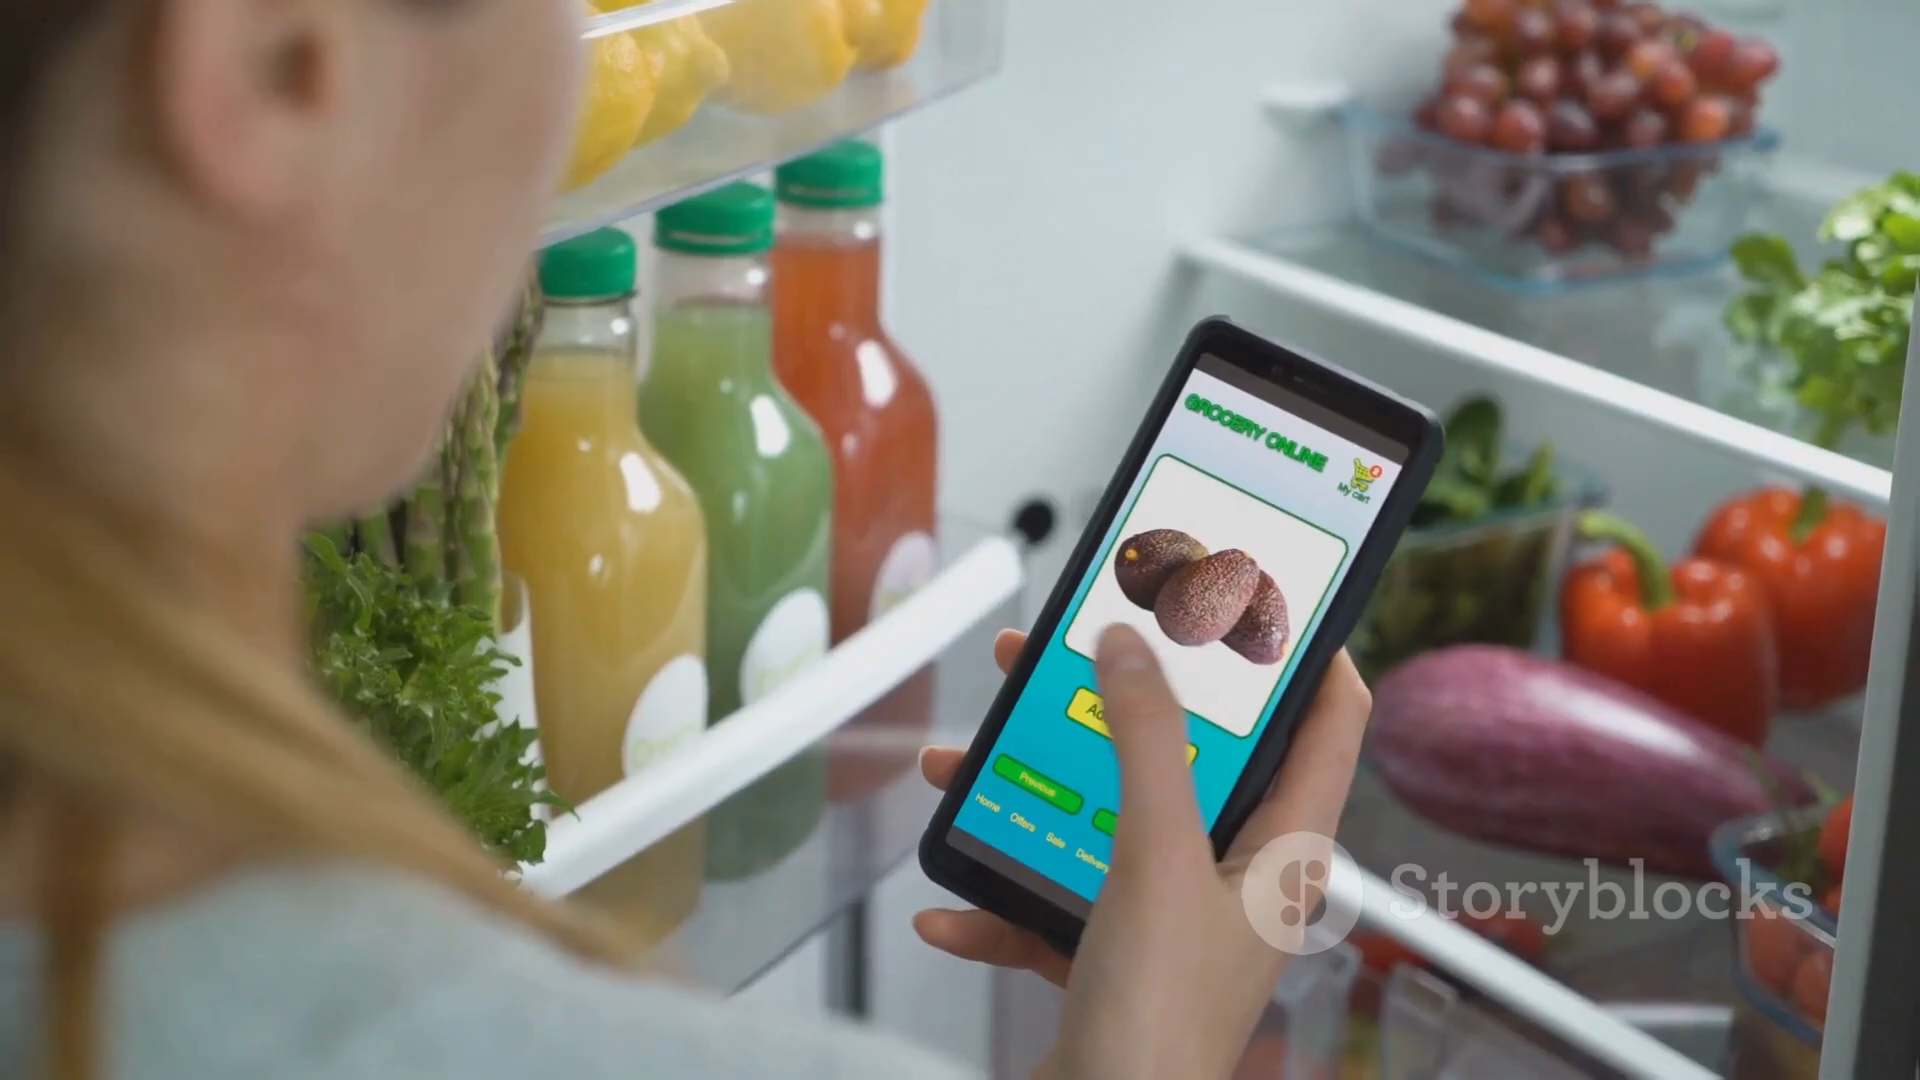 GROCERY ONLINE
My cart
Previous
Home Offers Sale Delivery
Storyblocks